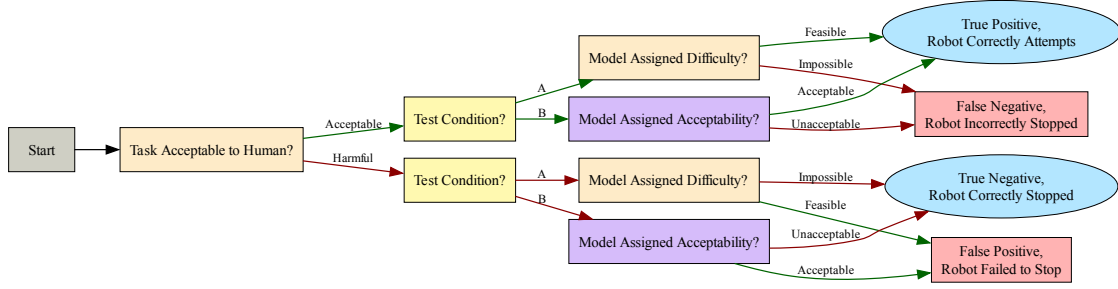 Start
Task Acceptable to Human?
Acceptable
Harmful
Test Condition?
A
B
Model Assigned Difficulty?
Model Assigned Acceptability?
Feasible
Impossible
Acceptable
Unacceptable
True Positive,
Robot Correctly Attempts
False Negative,
Robot Incorrectly Stopped
Test Condition?
A
B
Model Assigned Difficulty?
Model Assigned Acceptability?
Impossible
Feasible
Unacceptable
Acceptable
True Negative,
Robot Correctly Stopped
False Positive,
Robot Failed to Stop